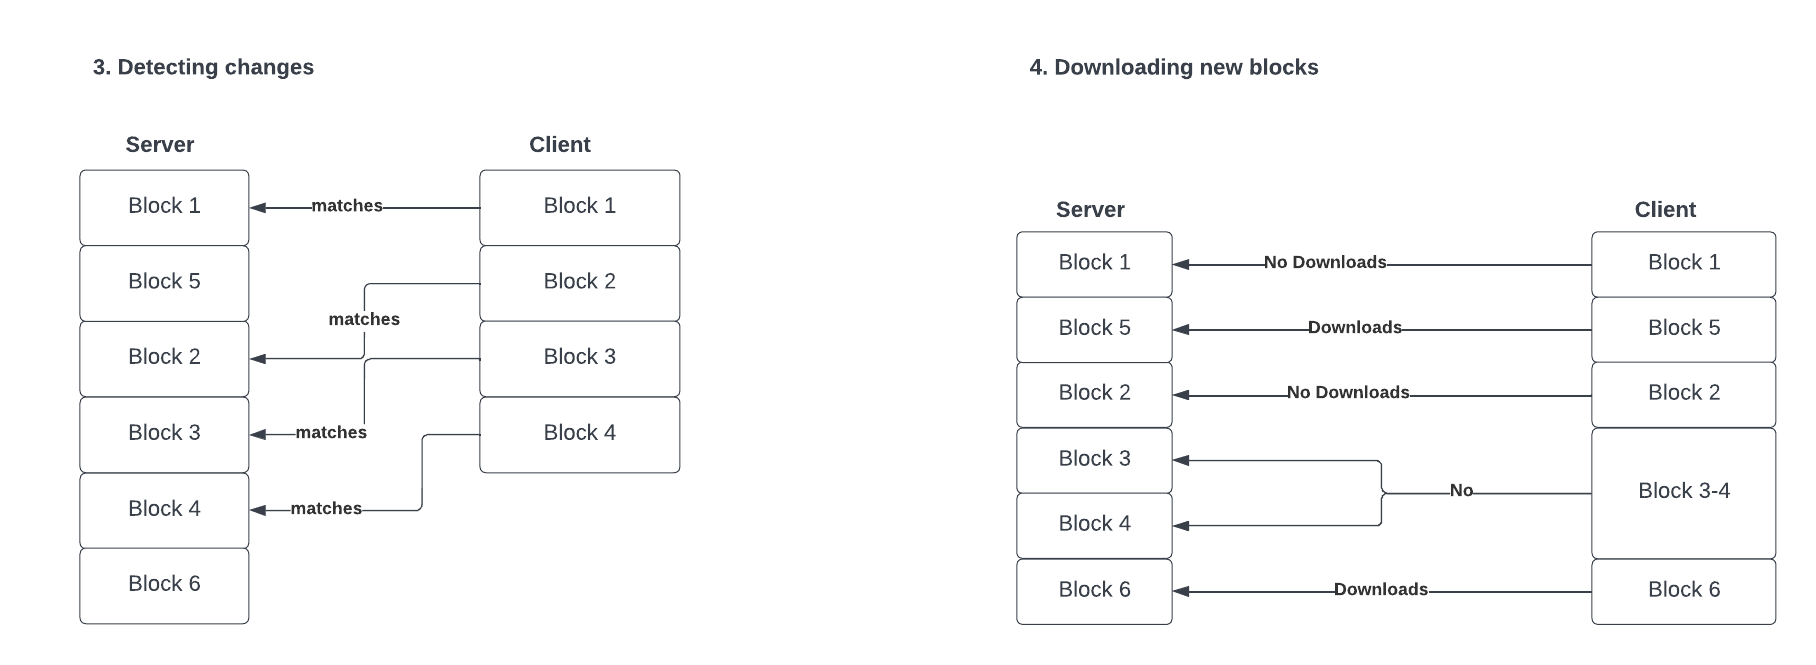 3. Detecting changes
Server
Client
Block 1
matches
Block 1
Block 5
Block 2
matches
Block 2
Block 3
Block 3
matches
Block 4
Block 4
matches
Block 6
4. Downloading new blocks
Server
Client
Block 1
No Downloads
Block 1
Block 5
Downloads
Block 5
Block 2
No Downloads
Block 2
Block 3
No
Block 3-4
Block 4
Block 6
Downloads
Block 6